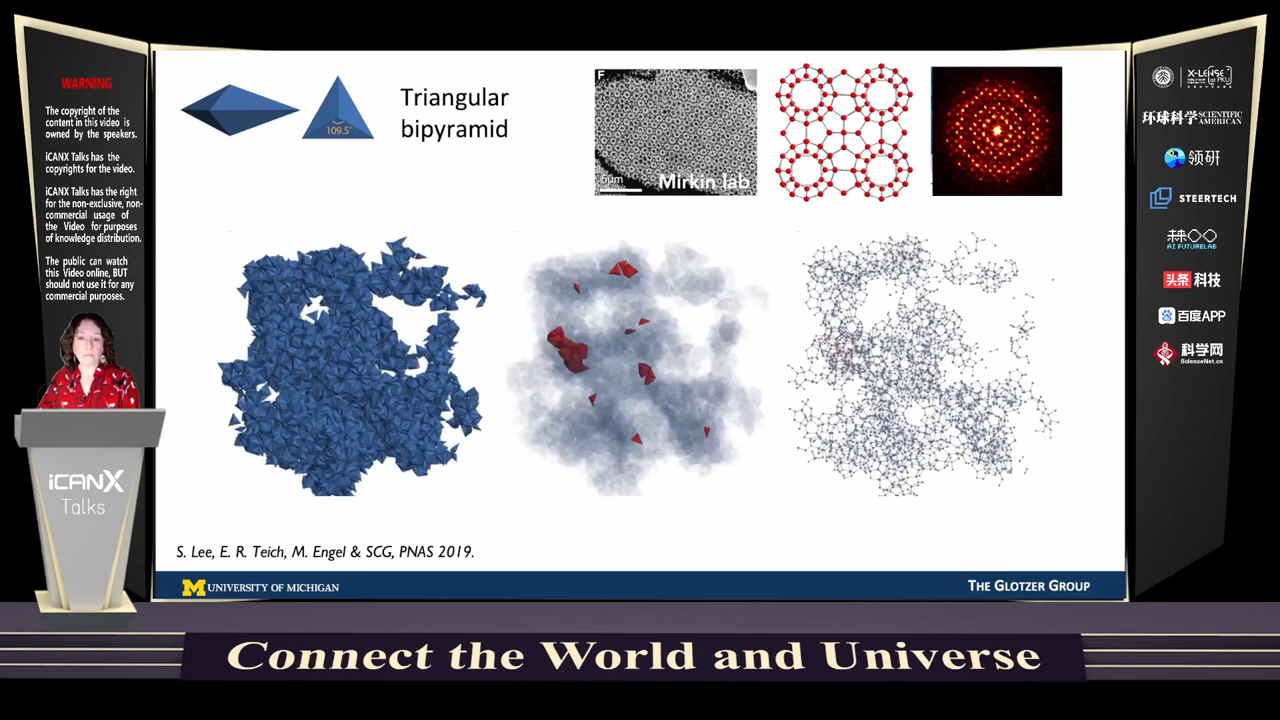 WARNING
The copyright of the
content in this video is
owned by the speakers.
iCANX Talks has the
copyrights for the video.
iCANX Talks has the right
for the non-exclusive, non-
commercial usage of
the Video for purposes
of knowledge distribution.
The public can watch
this Video online, BUT
should not use it for any
commercial purposes.
iCANX
Talks
109.5°
Triangular
bipyramid
F
Mirkin lab
S. Lee, E. R. Teich, M. Engel & SCG, PNAS 2019.
M UNIVERSITY OF MICHIGAN
THE GLOTZER GROUP
X-LENSE
环球科学 SCIENTIFIC AMERICAN
领研
STEERTECH
AI FUTURELAB
头条 科技
百度APP
科学网
ScienceNet.cn
Connect the World and Universe